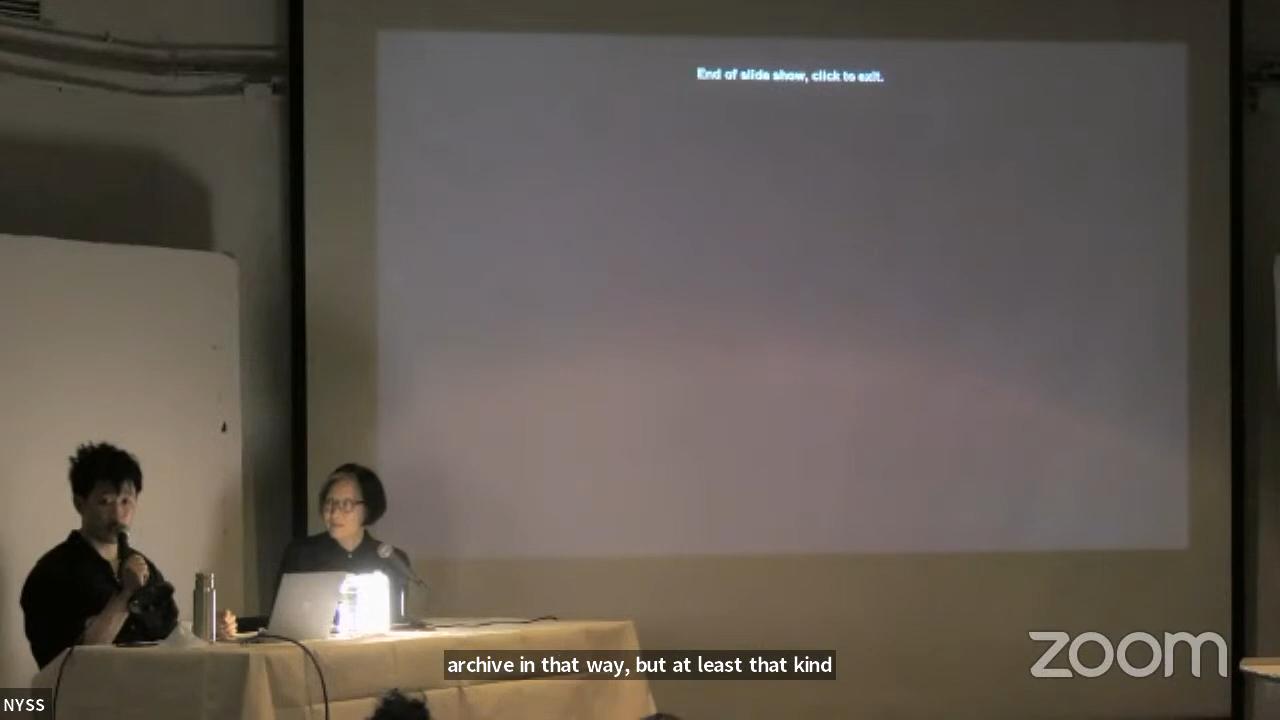 End of slide show, click to exit.
archive in that way, but at least that kind
zoom
NYSS